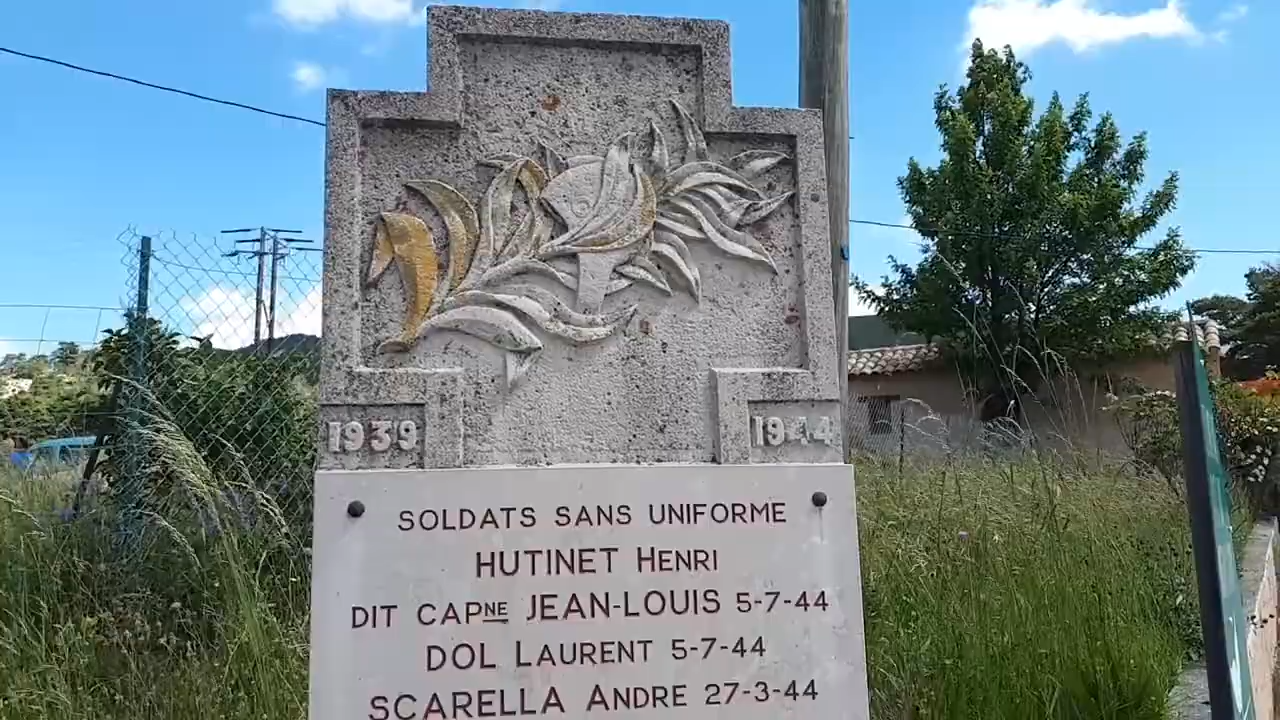 1939 1944
SOLDATS SANS UNIFORME
HUTINET HENRI
DIT CAPNE JEAN-LOUIS 5-7-44
DOL LAURENT 5-7-44
SCARELLA ANDRE 27-3-44